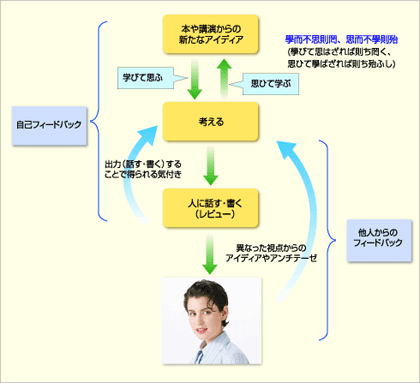 本や講演からの
新たなアイディア
學而不思則罔、思而不學則殆
(學びて思はざれば則ち罔く、
思ひて學ばざれば則ち殆ふし)
学びて思ふ
思ひて学ぶ
自己フィードバック
考える
出力(話す・書く)する
ことで得られる気付き
人に話す・書く
(レビュー)
他人からの
フィードバック
異なった視点からの
アイディアやアンチテーゼ